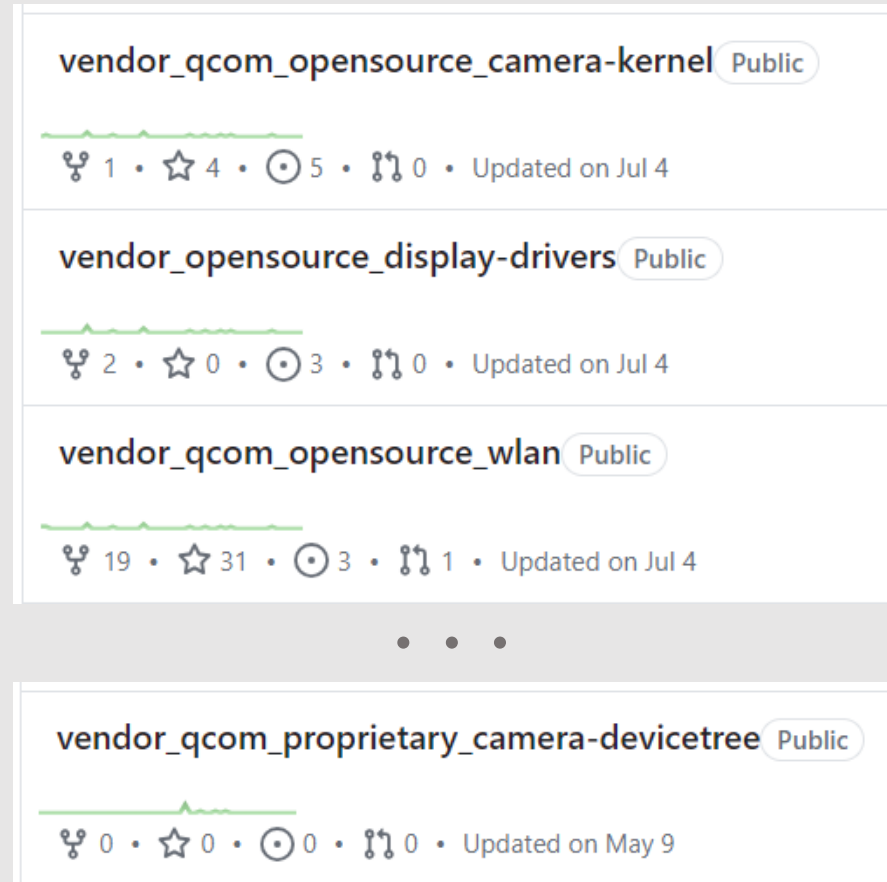 vendor_qcom_opensource_camera-kernel Public
1 • 4 • 5 • 0 • Updated on Jul 4
vendor_opensource_display-drivers Public
2 • 0 • 3 • 0 • Updated on Jul 4
vendor_qcom_opensource_wlan Public
19 • 31 • 3 • 1 • Updated on Jul 4
• • •
vendor_qcom_proprietary_camera-devicetree Public
0 • 0 • 0 • 0 • Updated on May 9